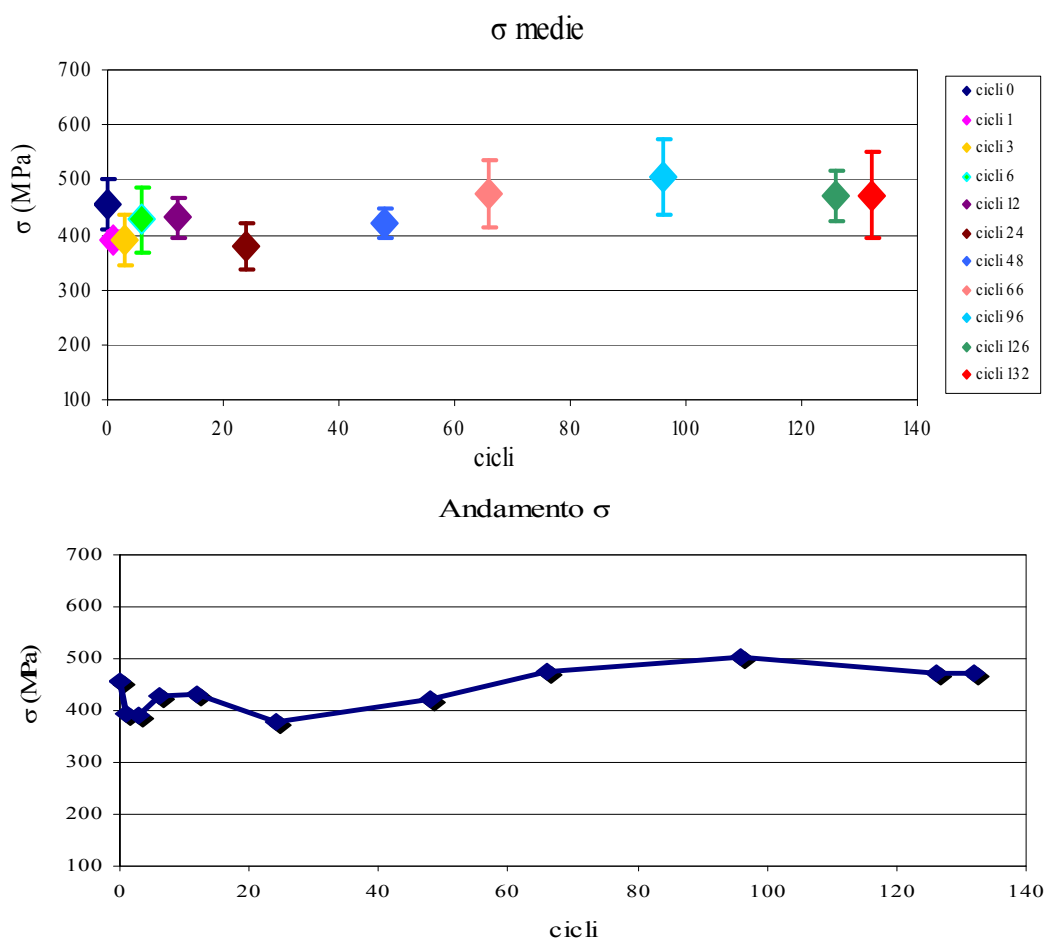 σ medie
700
600
500
400
300
200
100
σ (MPa)
0 20 40 60 80 100 120 140
cicli
cicli 0
cicli 1
cicli 3
cicli 6
cicli 12
cicli 24
cicli 48
cicli 66
cicli 96
cicli 126
cicli 132
Andamento σ
700
600
500
400
300
200
100
σ (MPa)
0 20 40 60 80 100 120 140
cicli